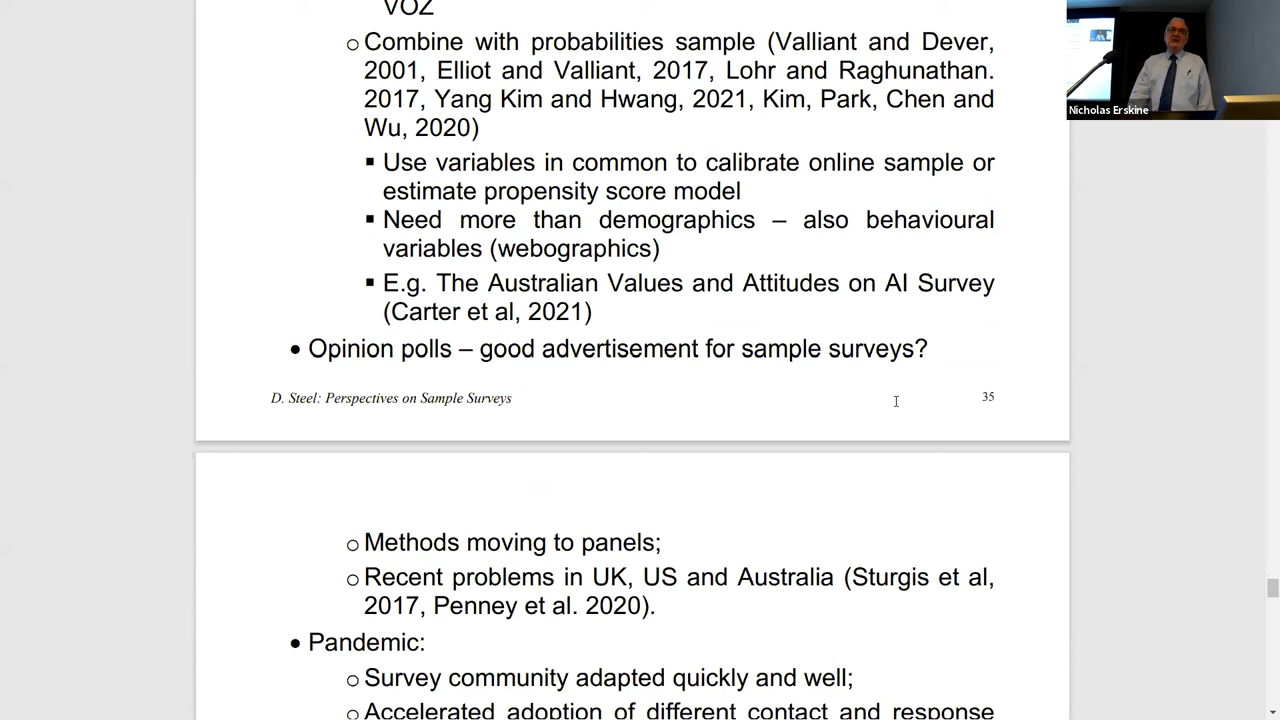 VOZ
o Combine with probabilities sample (Valliant and Dever,
2001, Elliot and Valliant, 2017, Lohr and Raghunathan.
2017, Yang Kim and Hwang, 2021, Kim, Park, Chen and
Wu, 2020)
▪ Use variables in common to calibrate online sample or
estimate propensity score model
▪ Need more than demographics – also behavioural
variables (webographics)
▪ E.g. The Australian Values and Attitudes on AI Survey
(Carter et al, 2021)
• Opinion polls – good advertisement for sample surveys?
D. Steel: Perspectives on Sample Surveys 35
o Methods moving to panels;
o Recent problems in UK, US and Australia (Sturgis et al,
2017, Penney et al. 2020).
• Pandemic:
o Survey community adapted quickly and well;
o Accelerated adoption of different contact and response
Nicholas Erskine